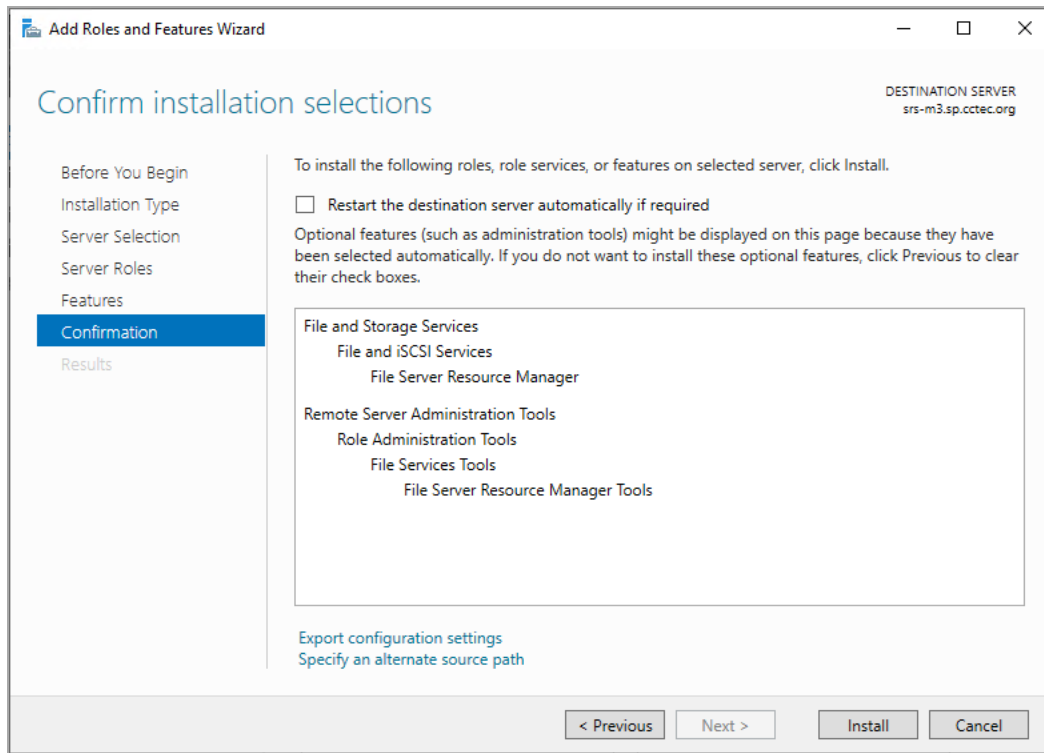 Add Roles and Features Wizard
Confirm installation selections
DESTINATION SERVER
srs-m3.sp.cctec.org
Before You Begin
Installation Type
Server Selection
Server Roles
Features
Confirmation
Results
To install the following roles, role services, or features on selected server, click Install.
Restart the destination server automatically if required
Optional features (such as administration tools) might be displayed on this page because they have
been selected automatically. If you do not want to install these optional features, click Previous to clear
their check boxes.
File and Storage Services
File and iSCSI Services
File Server Resource Manager
Remote Server Administration Tools
Role Administration Tools
File Services Tools
File Server Resource Manager Tools
Export configuration settings
Specify an alternate source path
< Previous
Next >
Install
Cancel